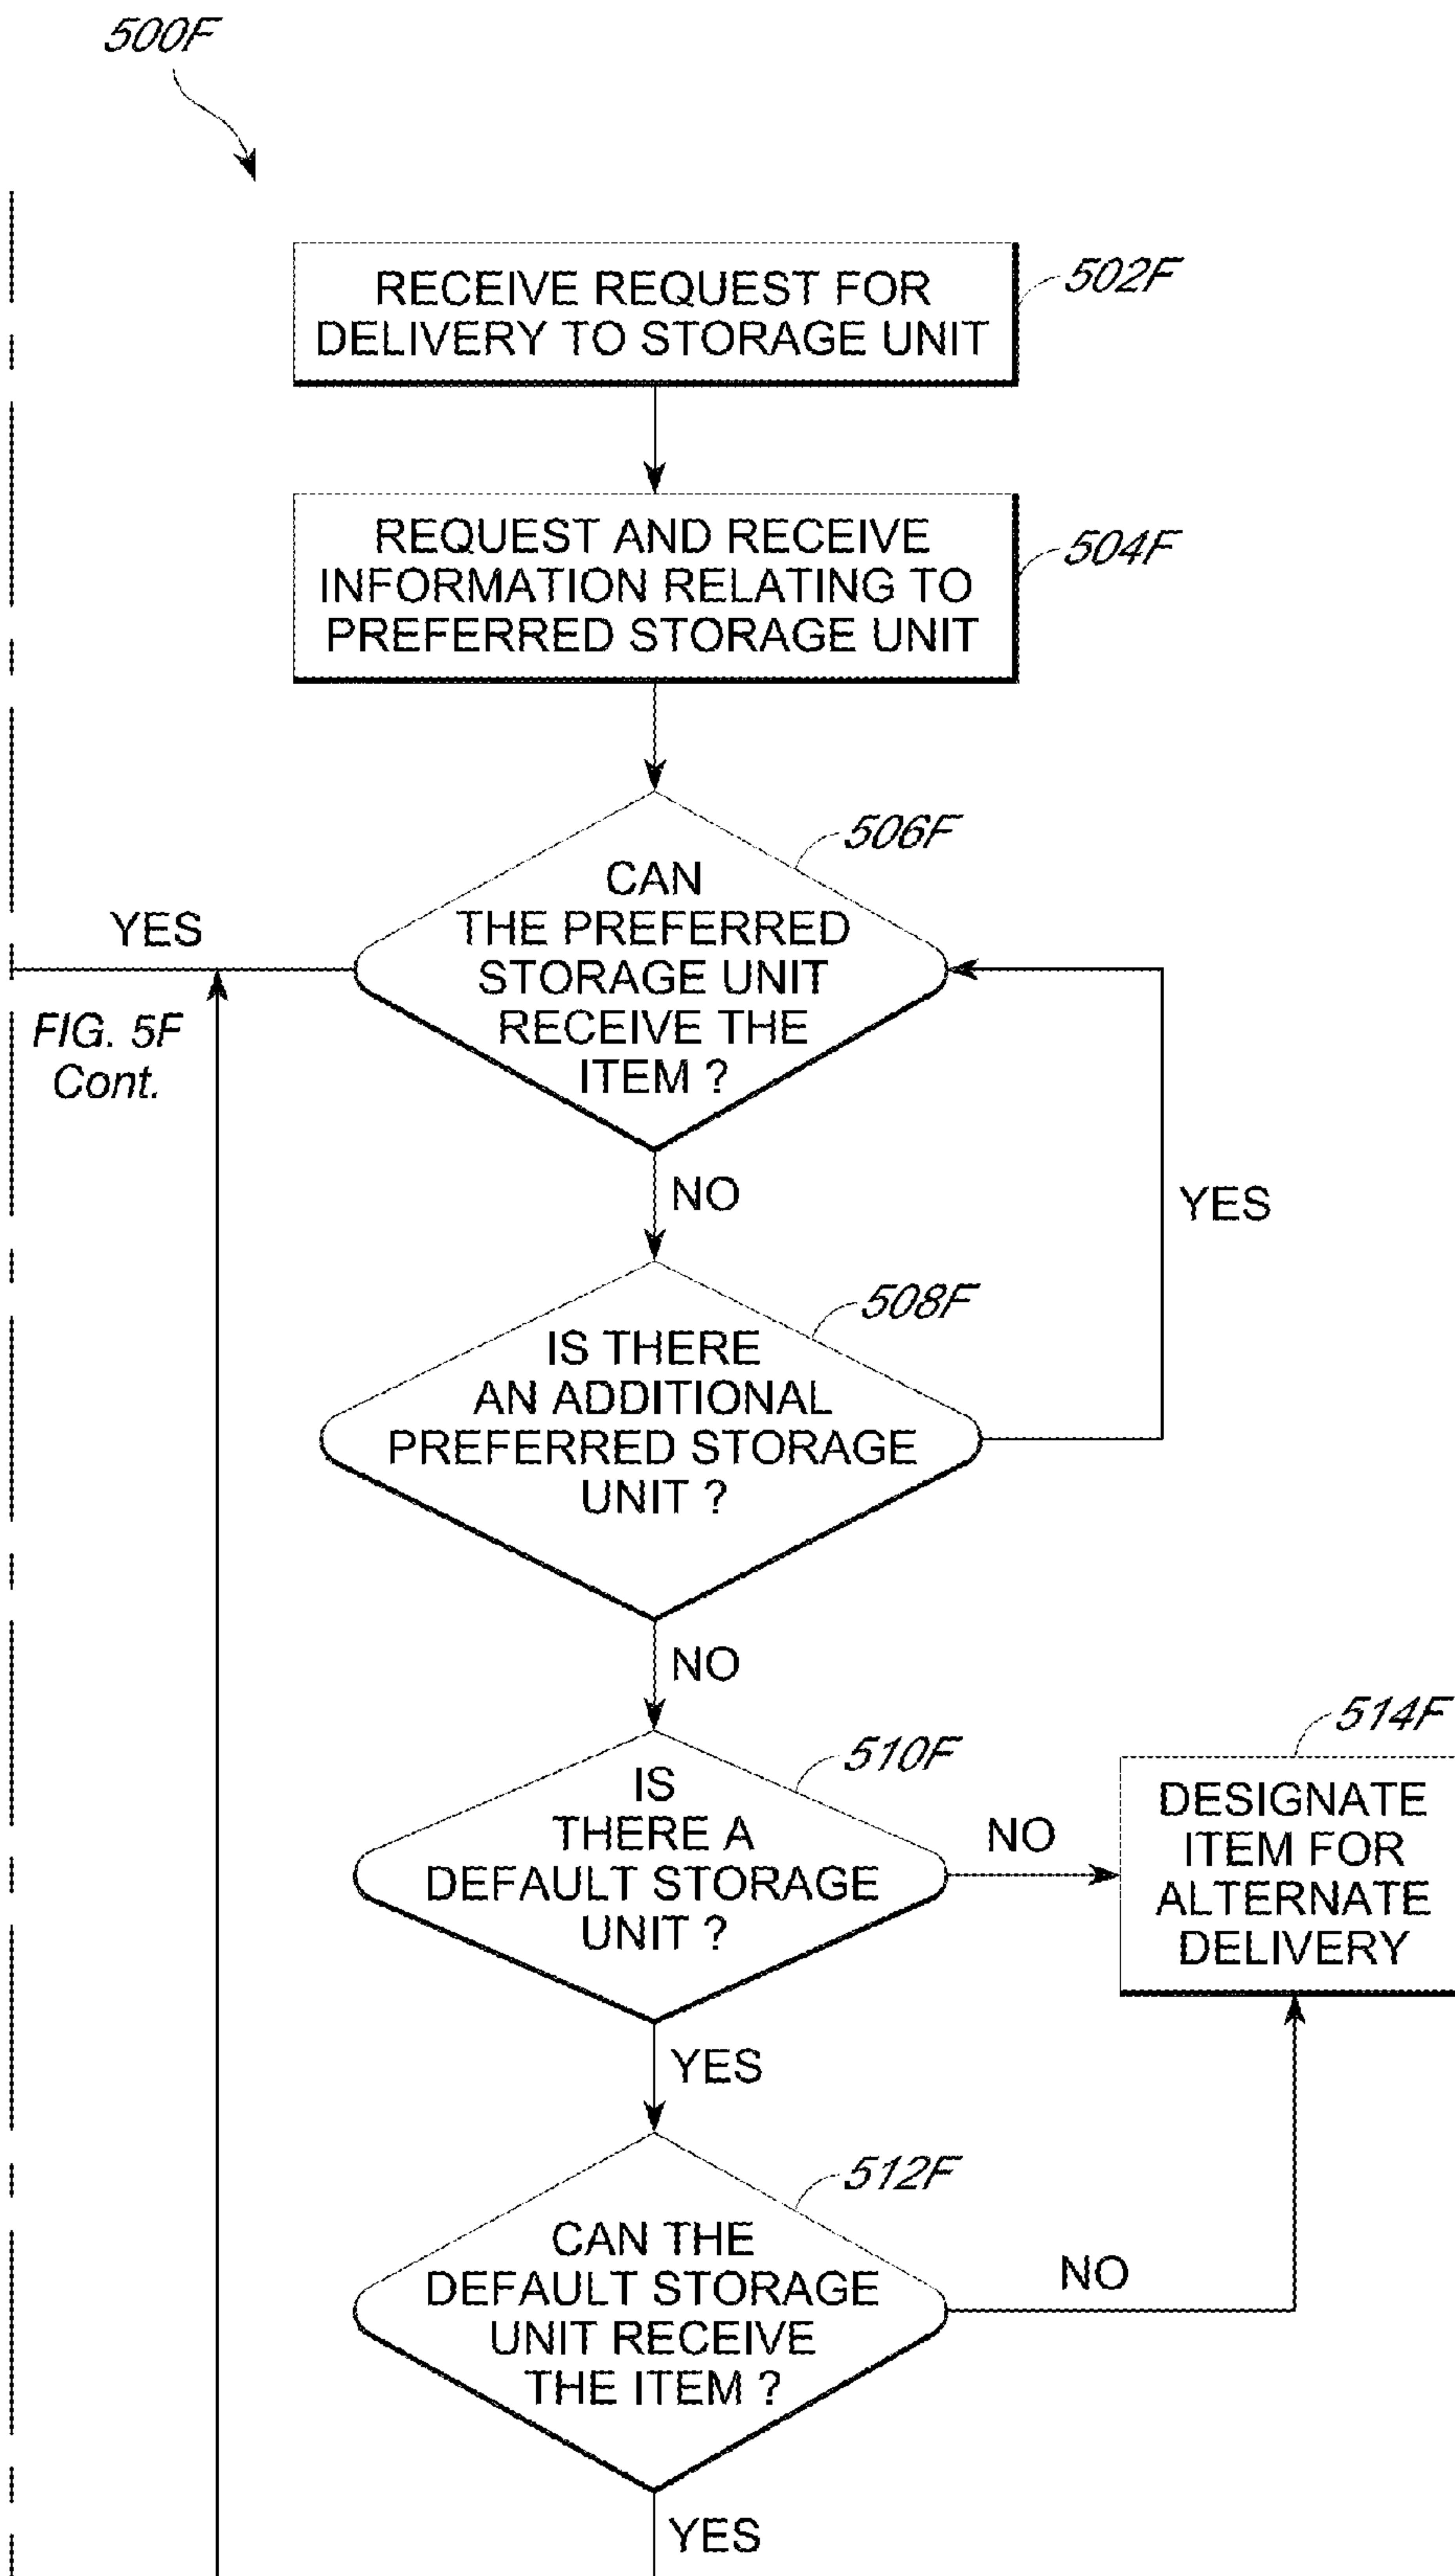 500F
RECEIVE REQUEST FOR
DELIVERY TO STORAGE UNIT
502F
REQUEST AND RECEIVE
INFORMATION RELATING TO
PREFERRED STORAGE UNIT
504F
506F
CAN
THE PREFERRED
STORAGE UNIT
RECEIVE THE
ITEM ?
YES
FIG. 5F
Cont.
NO
YES
508F
IS THERE
AN ADDITIONAL
PREFERRED STORAGE
UNIT ?
NO
510F
IS
THERE A
DEFAULT STORAGE
UNIT ?
NO
514F
DESIGNATE
ITEM FOR
ALTERNATE
DELIVERY
YES
512F
CAN THE
DEFAULT STORAGE
UNIT RECEIVE
THE ITEM ?
NO
YES